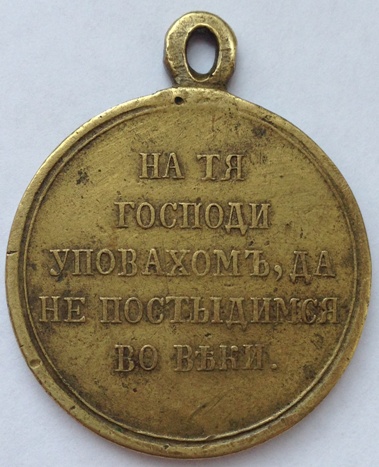 НА ТЯ
ГОСПОДИ
УПОВАХОМЪ, ДА
НЕ ПОСТЫДИМСЯ
ВО ВѢКИ.